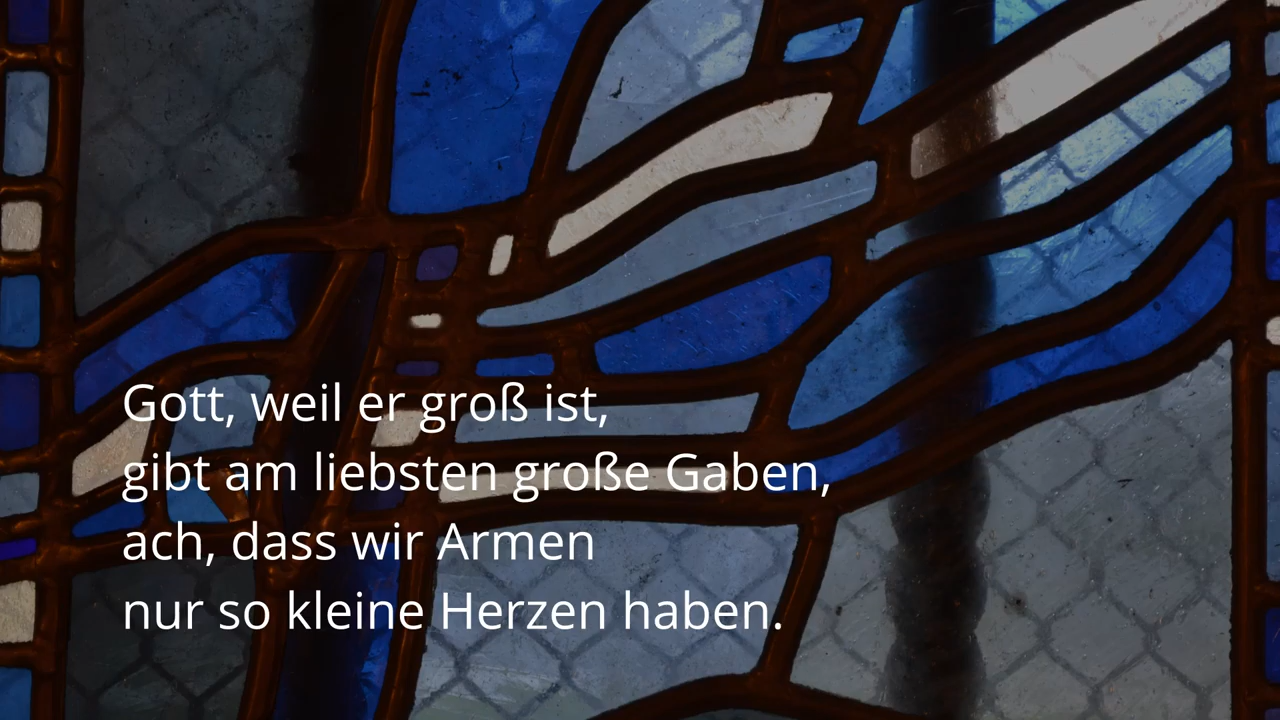 Gott, weil er groß ist,
gibt am liebsten große Gaben,
ach, dass wir Armen
nur so kleine Herzen haben.